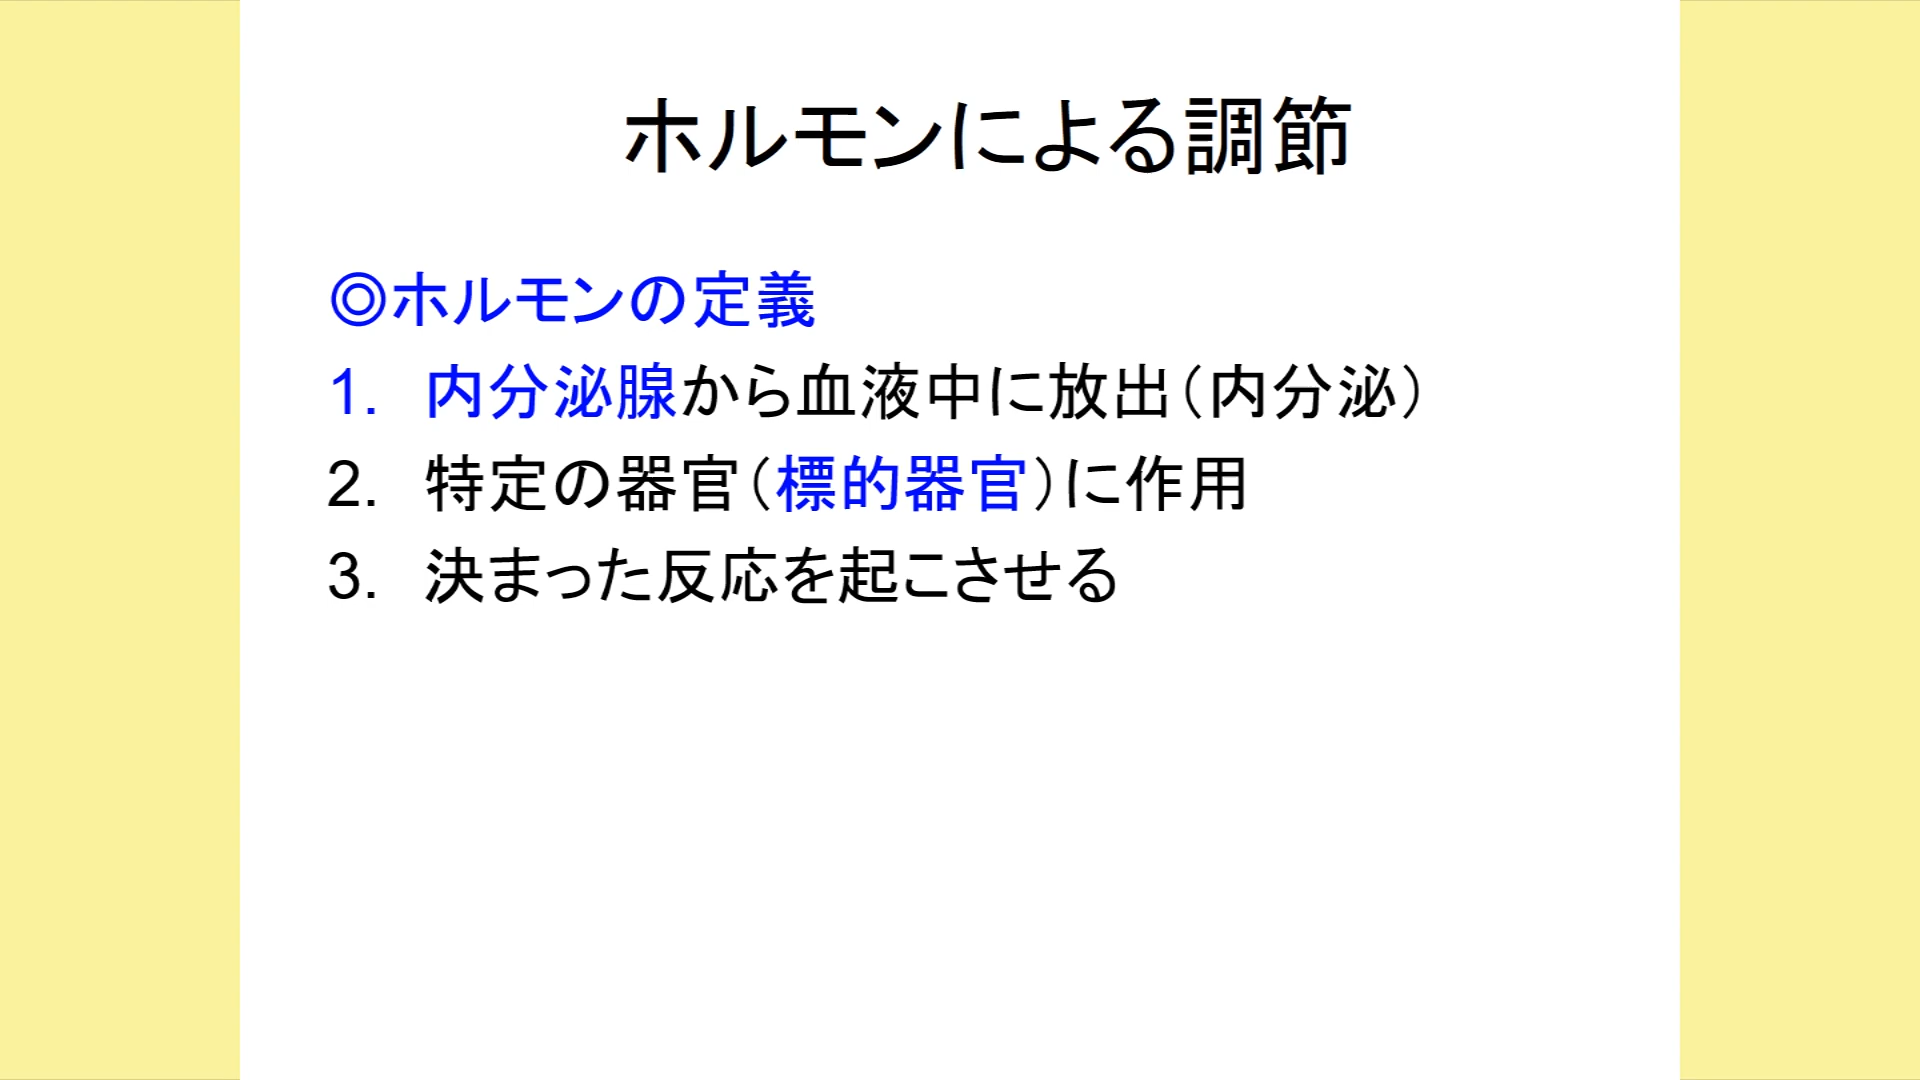 ホルモンによる調節
◎ホルモンの定義
1. 内分泌腺から血液中に放出（内分泌）
2. 特定の器官（標的器官）に作用
3. 決まった反応を起こさせる